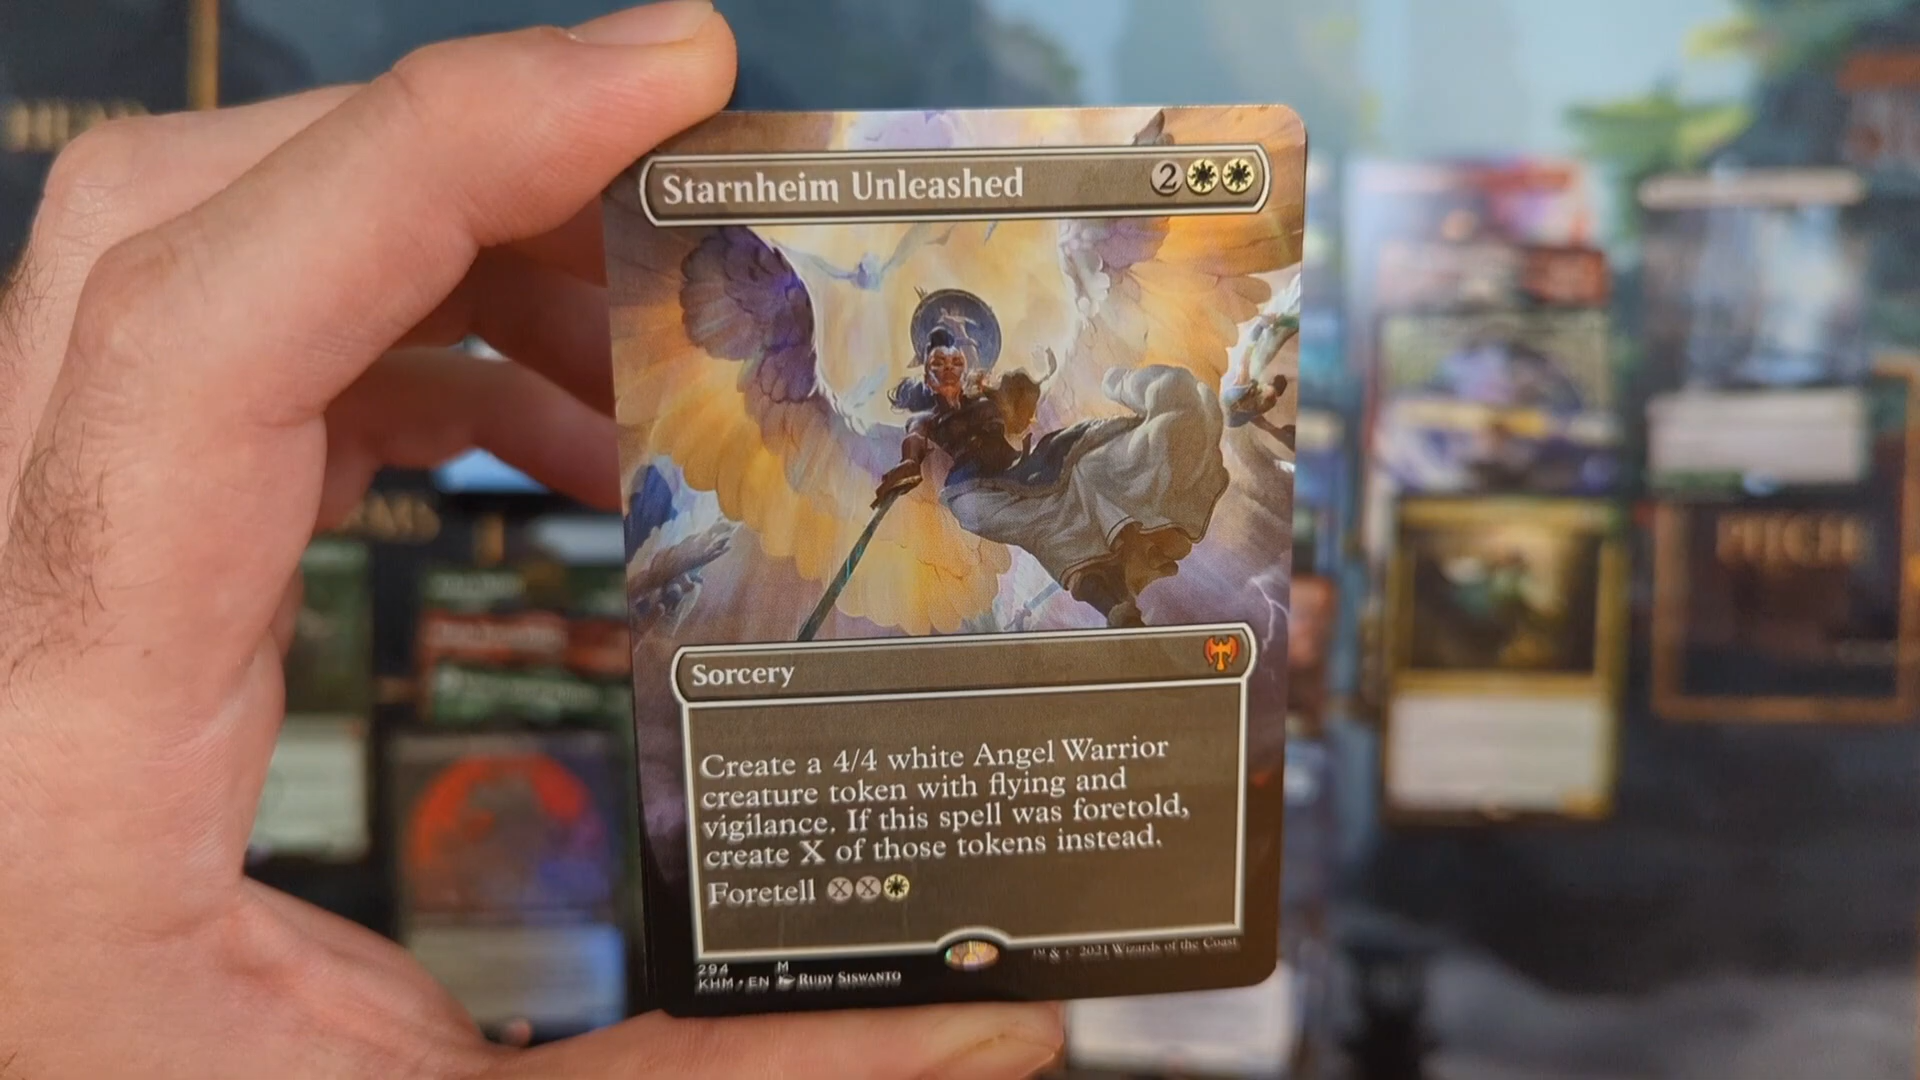 Starnheim Unleashed 2
Sorcery
Create a 4/4 white Angel Warrior
creature token with flying and
vigilance. If this spell was foretold,
create X of those tokens instead.
Foretell X X
294 M
KHM • EN RUDY SISWANTO
™ & © 2021 Wizards of the Coast